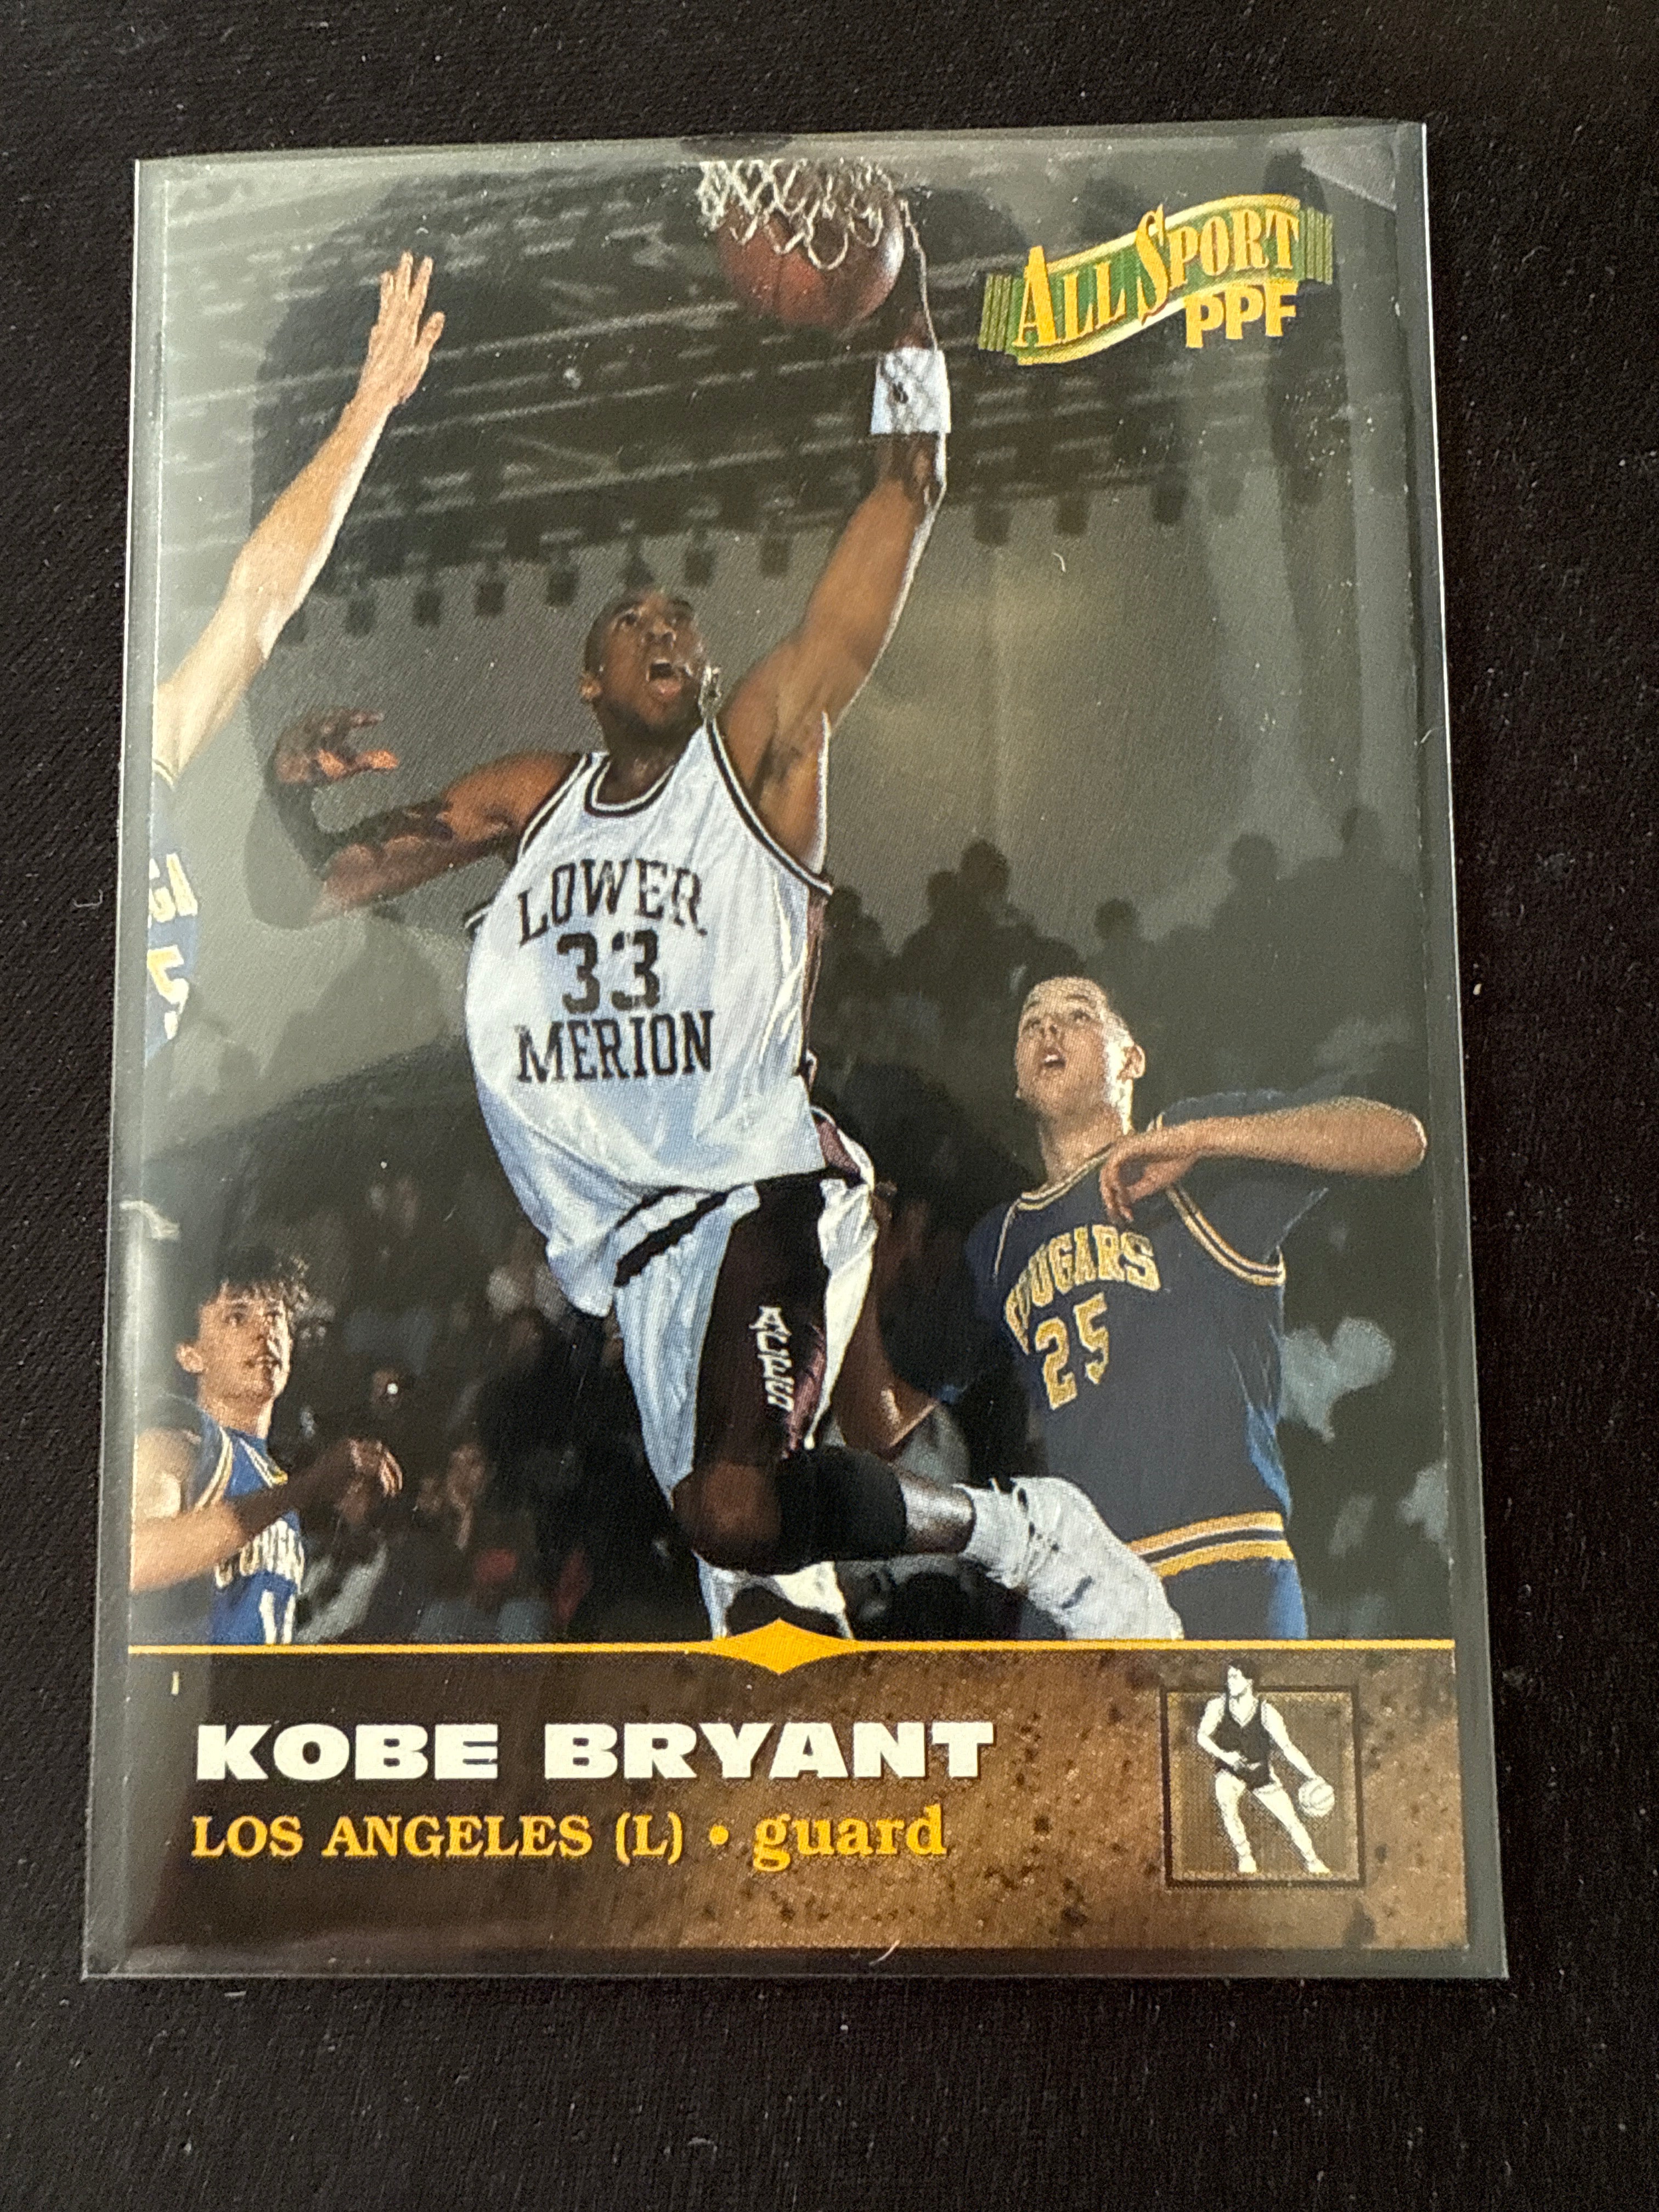 ALL SPORT
PPF
LOWER
33
MERION
COUGARS
25
ACES
KOBE BRYANT
LOS ANGELES (L) • guard